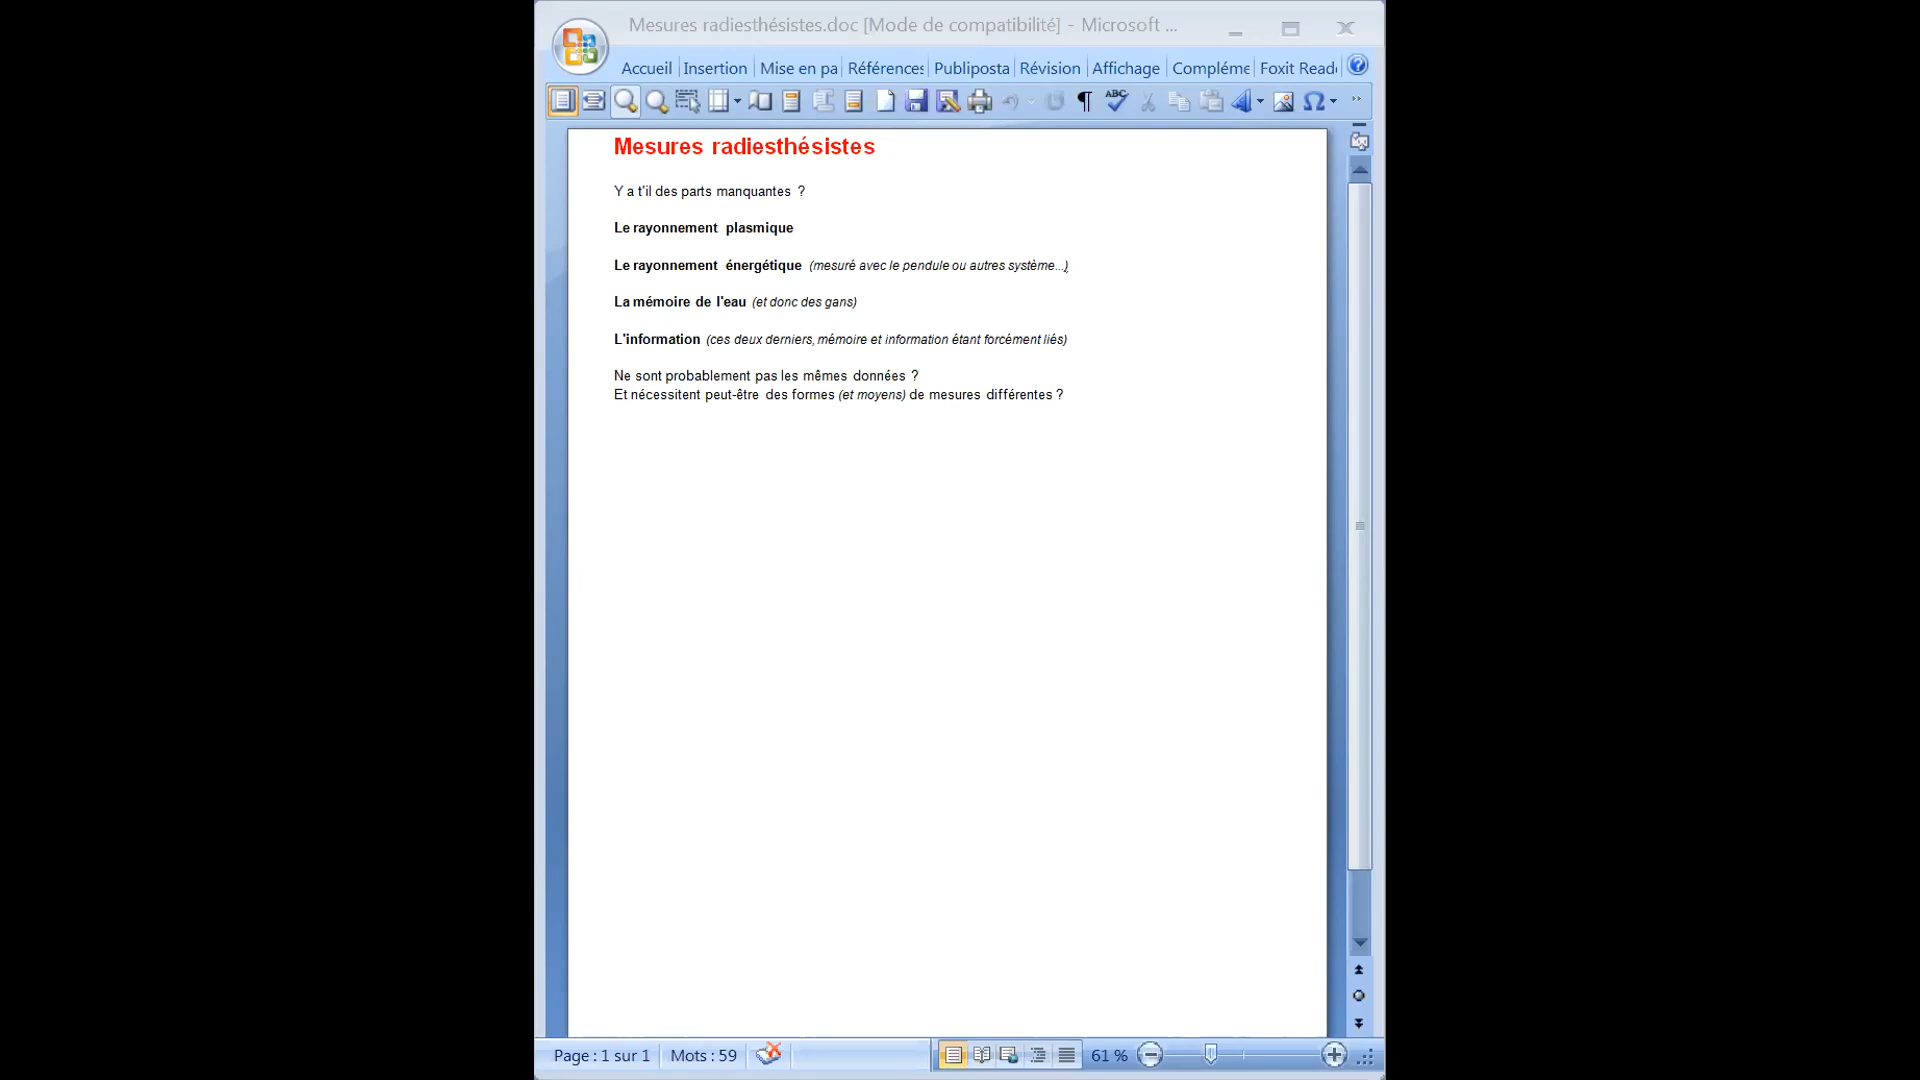 Mesures radiesthésistes.doc [Mode de compatibilité] - Microsoft ...
Accueil Insertion Mise en pa Références Publiposta Révision Affichage Compléme Foxit Read
ABC
Mesures radiesthésistes
Y a t'il des parts manquantes ?
Le rayonnement plasmique
Le rayonnement énergétique (mesuré avec le pendule ou autres système...)
La mémoire de l'eau (et donc des gans)
L'information (ces deux derniers, mémoire et information étant forcément liés)
Ne sont probablement pas les mêmes données ?
Et nécessitent peut-être des formes (et moyens) de mesures différentes ?
Page : 1 sur 1 Mots : 59 61 %